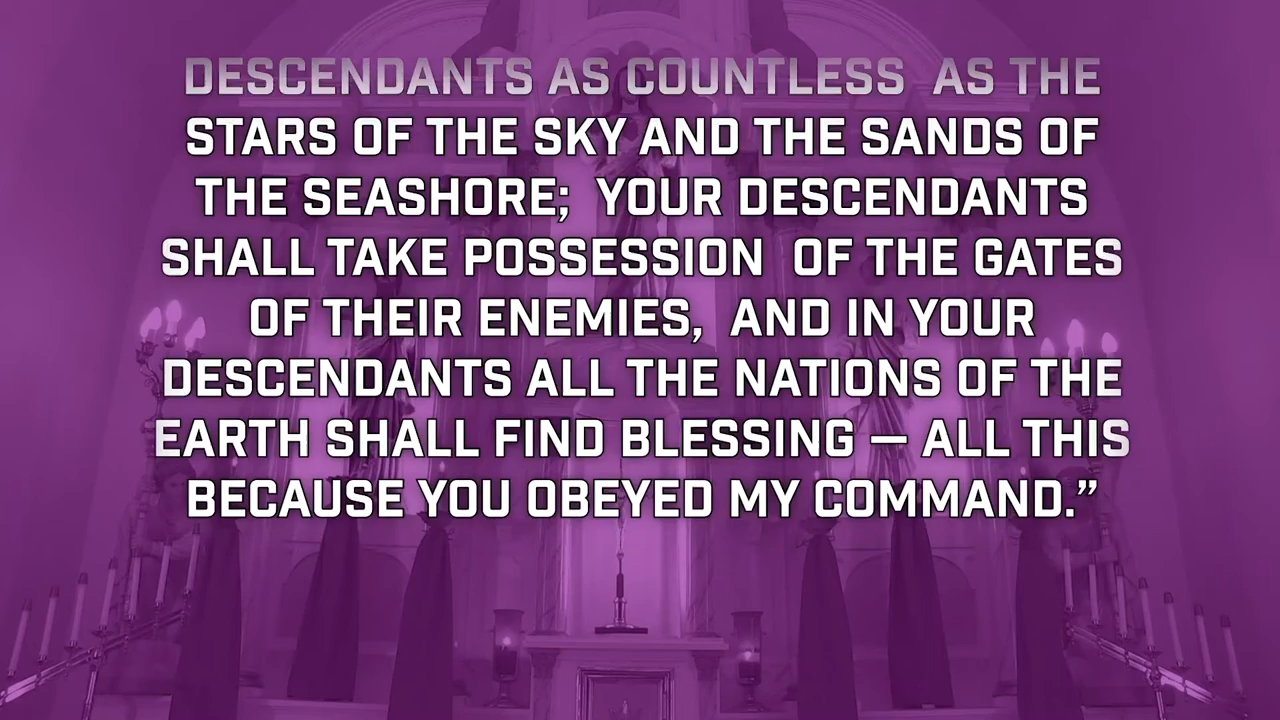 DESCENDANTS AS COUNTLESS  AS THE
STARS OF THE SKY AND THE SANDS OF
THE SEASHORE;  YOUR DESCENDANTS
SHALL TAKE POSSESSION  OF THE GATES
OF THEIR ENEMIES,  AND IN YOUR
DESCENDANTS ALL THE NATIONS OF THE
EARTH SHALL FIND BLESSING — ALL THIS
BECAUSE YOU OBEYED MY COMMAND.”